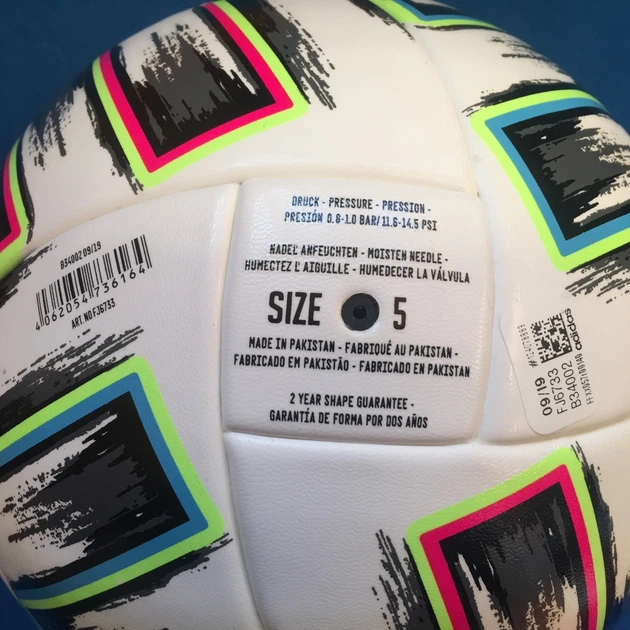 DRUCK - PRESSURE - PRESSION -
PRESIÓN 0.8-1.0 BAR/ 11.6-14.5 PSI
NADEL ANFEUCHTEN - MOISTEN NEEDLE -
HUMECTEZ L'AIGUILLE - HUMEDECER LA VÁLVULA
SIZE 5
MADE IN PAKISTAN - FABRIQUÉ AU PAKISTAN -
FABRICADO EM PAKISTÃO - FABRICADO EN PAKISTAN
2 YEAR SHAPE GUARANTEE -
GARANTÍA DE FORMA POR DOS AÑOS
B34002 09/19
4062054736164
ART. NO FJ6733
09/19
FJ6733
B34002
adidas